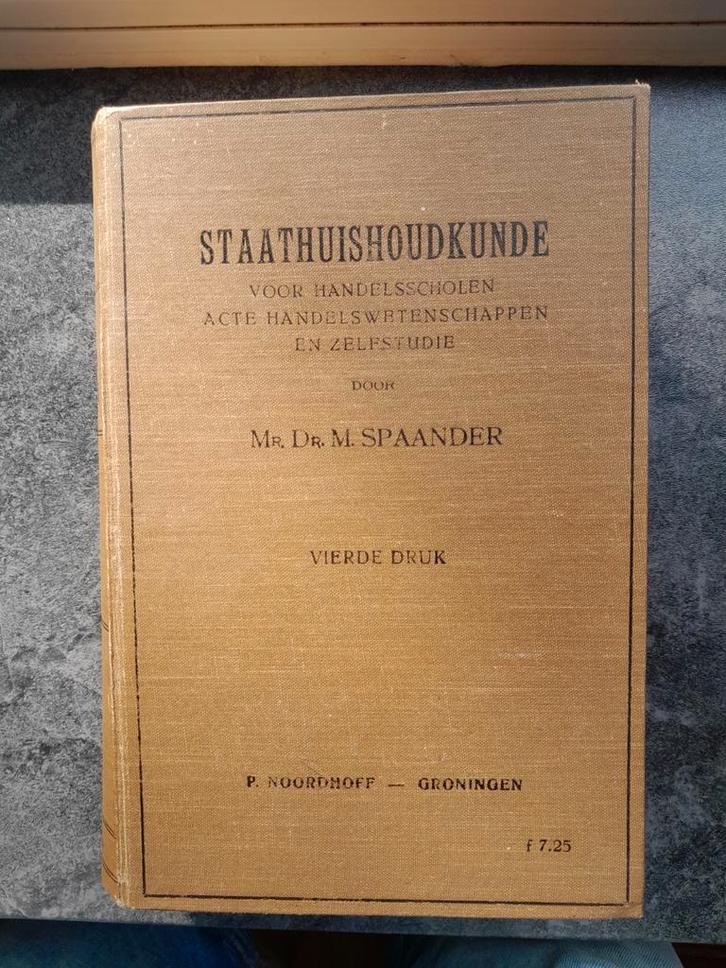 STAATHUISHOUDKUNDE
VOOR HANDELSSCHOLEN
ACTE HANDELSWETENSCHAPPEN
EN ZELFSTUDIE
DOOR
MR. DR. M. SPAANDER
VIERDE DRUK
P. NOORDHOFF — GRONINGEN
f 7.25